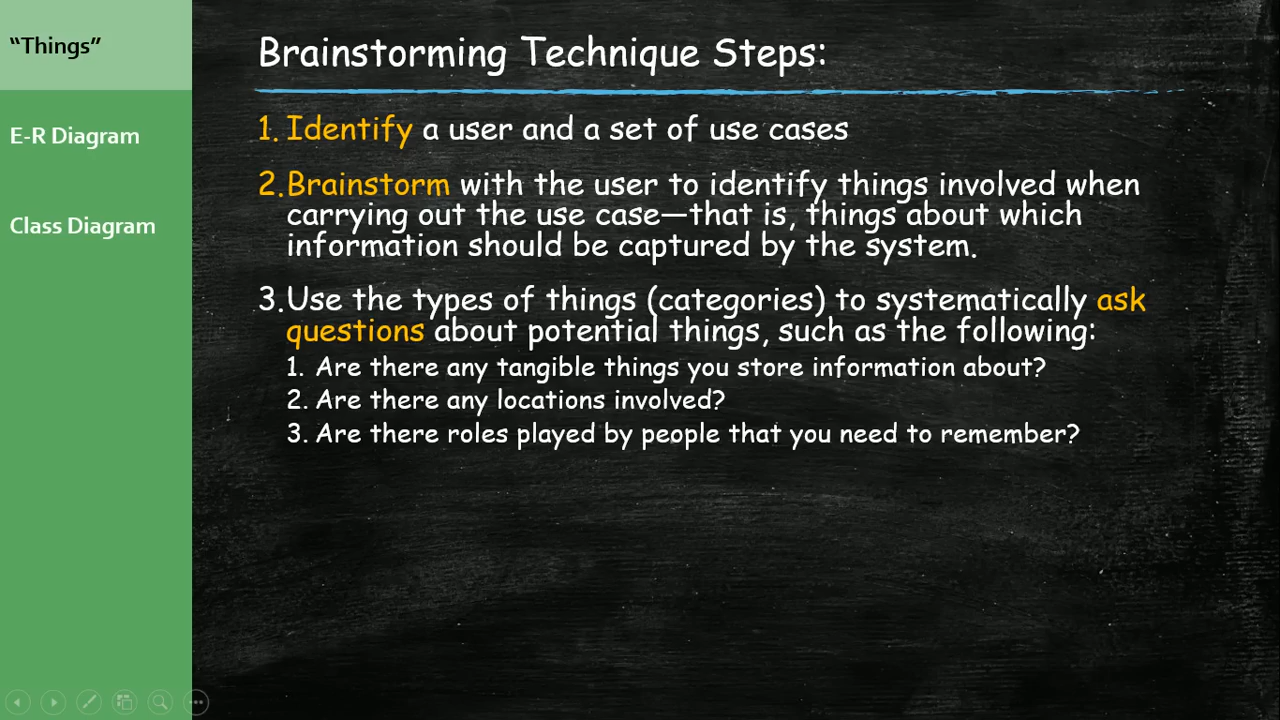 “Things”
E-R Diagram
Class Diagram
Brainstorming Technique Steps:
1. Identify a user and a set of use cases
2. Brainstorm with the user to identify things involved when
carrying out the use case—that is, things about which
information should be captured by the system.
3. Use the types of things (categories) to systematically ask
questions about potential things, such as the following:
1. Are there any tangible things you store information about?
2. Are there any locations involved?
3. Are there roles played by people that you need to remember?